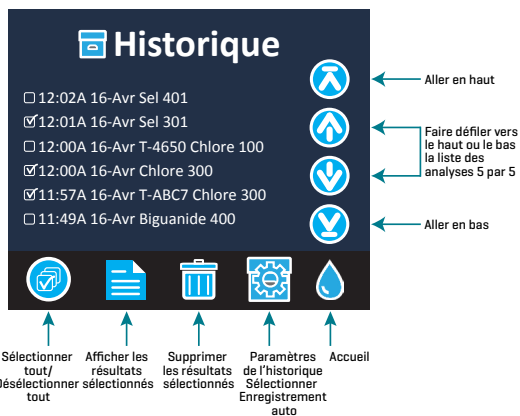 Historique
12:02A 16-Avr Sel 401
12:01A 16-Avr Sel 301
12:00A 16-Avr T-4650 Chlore 100
12:00A 16-Avr Chlore 300
11:57A 16-Avr T-ABC7 Chlore 300
11:49A 16-Avr Biguanide 400
Aller en haut
Faire défiler vers
le haut ou le bas
la liste des
analyses 5 par 5
Aller en bas
Sélectionner
tout/
Désélectionner
tout
Afficher les
résultats
sélectionnés
Supprimer
les résultats
sélectionnés
Paramètres
de l'historique
Sélectionner
Enregistrement
auto
Accueil